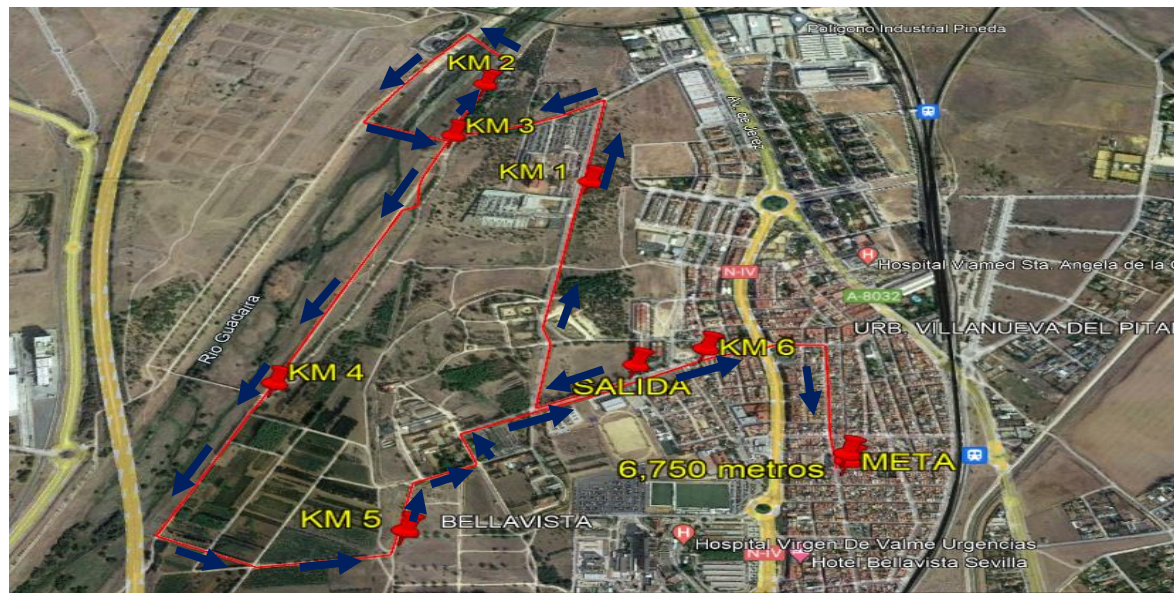 Polígono Industrial Pineda
KM 2
KM 3
Av. de Jerez
KM 1
Hospital Viamed Sta. Angela de la C
N-IV
A-8032
Río Guadaira
URB. VILLANUEVA DEL PITA
KM 6
KM 4
SALIDA
META
6,750 metros
KM 5
BELLAVISTA
Hospital Virgen De Valme Urgencias
N-IV
Hotel Bellavista Sevilla
H
H